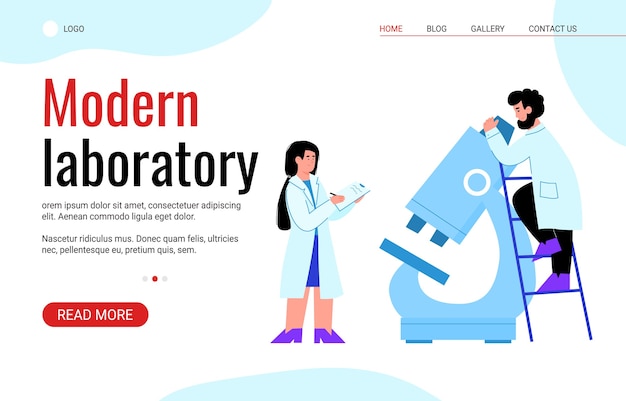 LOGO
HOME BLOG GALLERY CONTACT US
Modern
laboratory
orem ipsum dolor sit amet, consectetuer adipiscing
elit. Aenean commodo ligula eget dolor.
Nascetur ridiculus mus. Donec quam felis, ultricies
nec, pellentesque eu, pretium quis, sem.
READ MORE